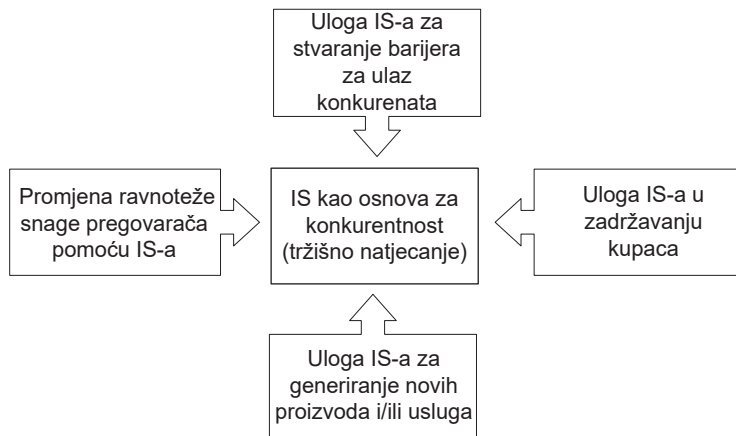 Uloga IS-a za
stvaranje barijera
za ulaz
konkurenata
Promjena ravnoteže
snage pregovarača
pomoću IS-a
IS kao osnova za
konkurentnost
(tržišno natjecanje)
Uloga IS-a u
zadržavanju
kupaca
Uloga IS-a za
generiranje novih
proizvoda i/ili usluga